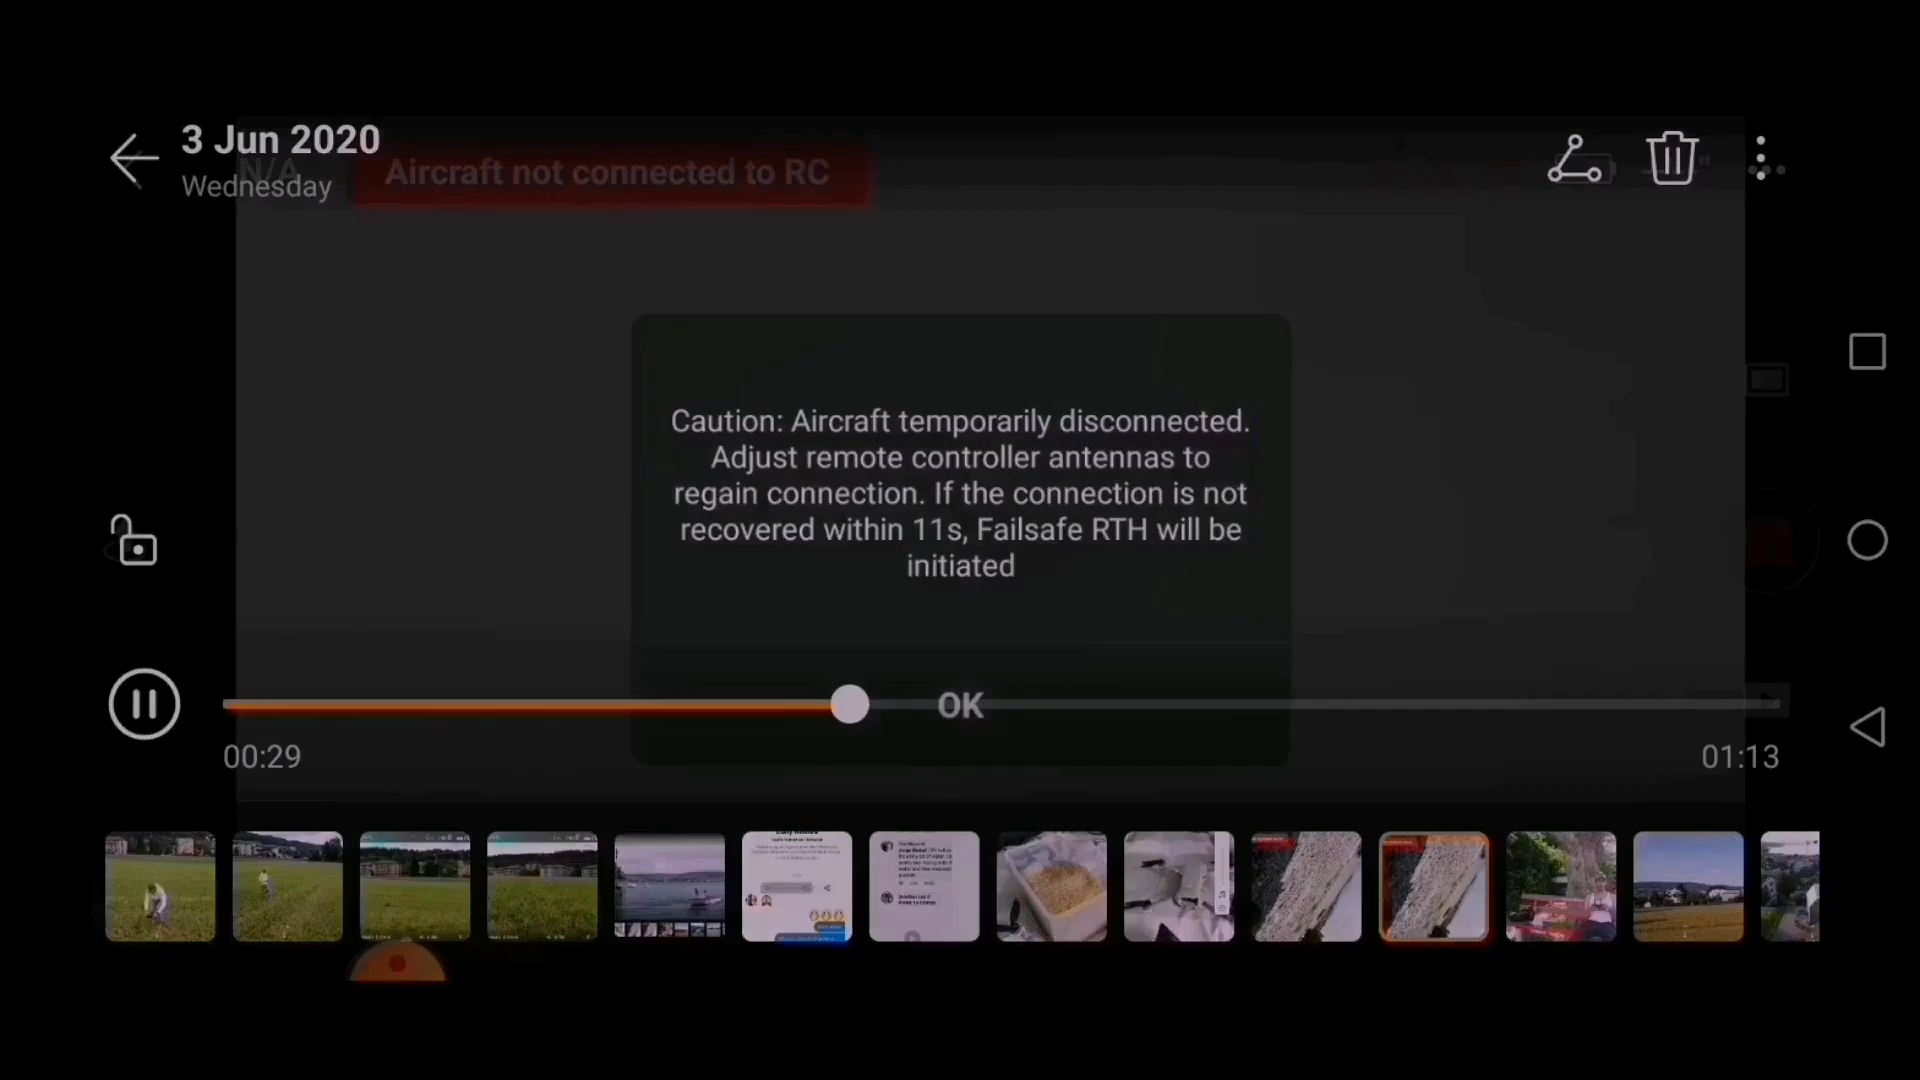 3 Jun 2020
Wednesday
N/A
Aircraft not connected to RC
Caution: Aircraft temporarily disconnected.
Adjust remote controller antennas to
regain connection. If the connection is not
recovered within 11s, Failsafe RTH will be
initiated
OK
00:29
01:13